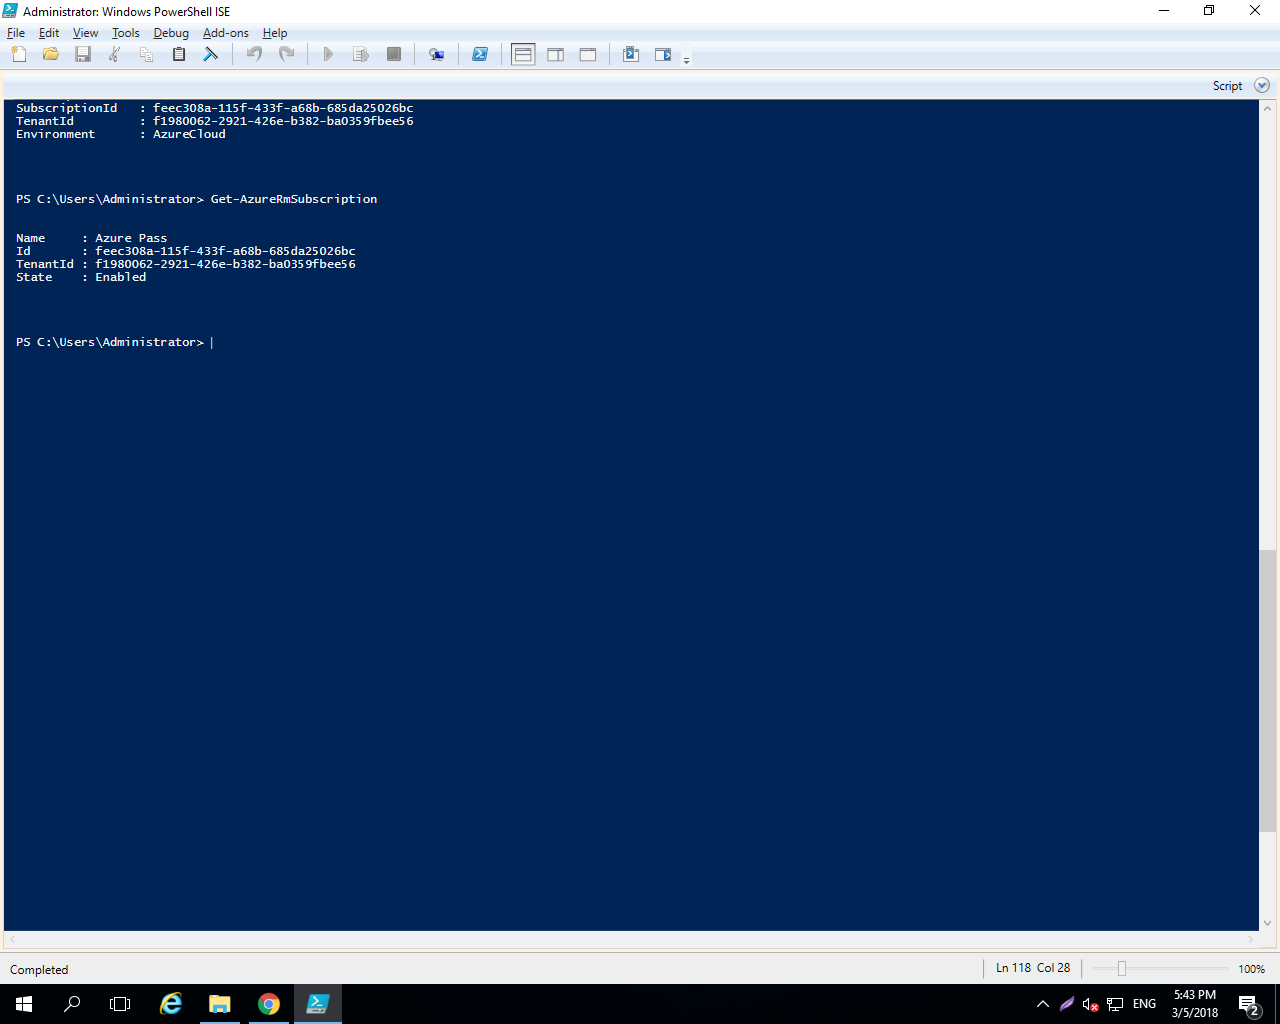 Administrator: Windows PowerShell ISE
File Edit View Tools Debug Add-ons Help
Script
SubscriptionId   : feec308a-115f-433f-a68b-685da25026bc
TenantId         : f1980062-2921-426e-b382-ba0359fbee56
Environment      : AzureCloud
PS C:\Users\Administrator> Get-AzureRmSubscription
Name     : Azure Pass
Id       : feec308a-115f-433f-a68b-685da25026bc
TenantId : f1980062-2921-426e-b382-ba0359fbee56
State    : Enabled
PS C:\Users\Administrator>
Completed
Ln 118 Col 28
100%
ENG
5:43 PM
3/5/2018
2